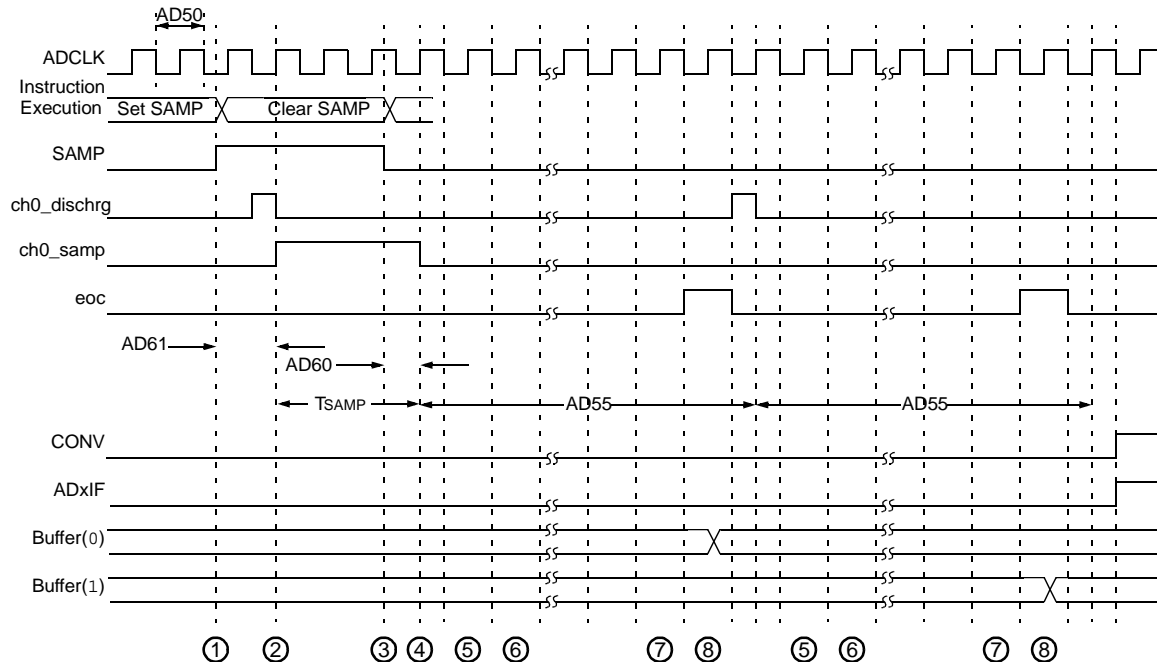 AD50
ADCLK
Instruction
Execution Set SAMP Clear SAMP
SAMP
ch0_dischrg
ch0_samp
eoc
AD61
AD60
TSAMP AD55 AD55
CONV
ADxIF
Buffer(0)
Buffer(1)
1 2 3 4 5 6 7 8 5 6 7 8